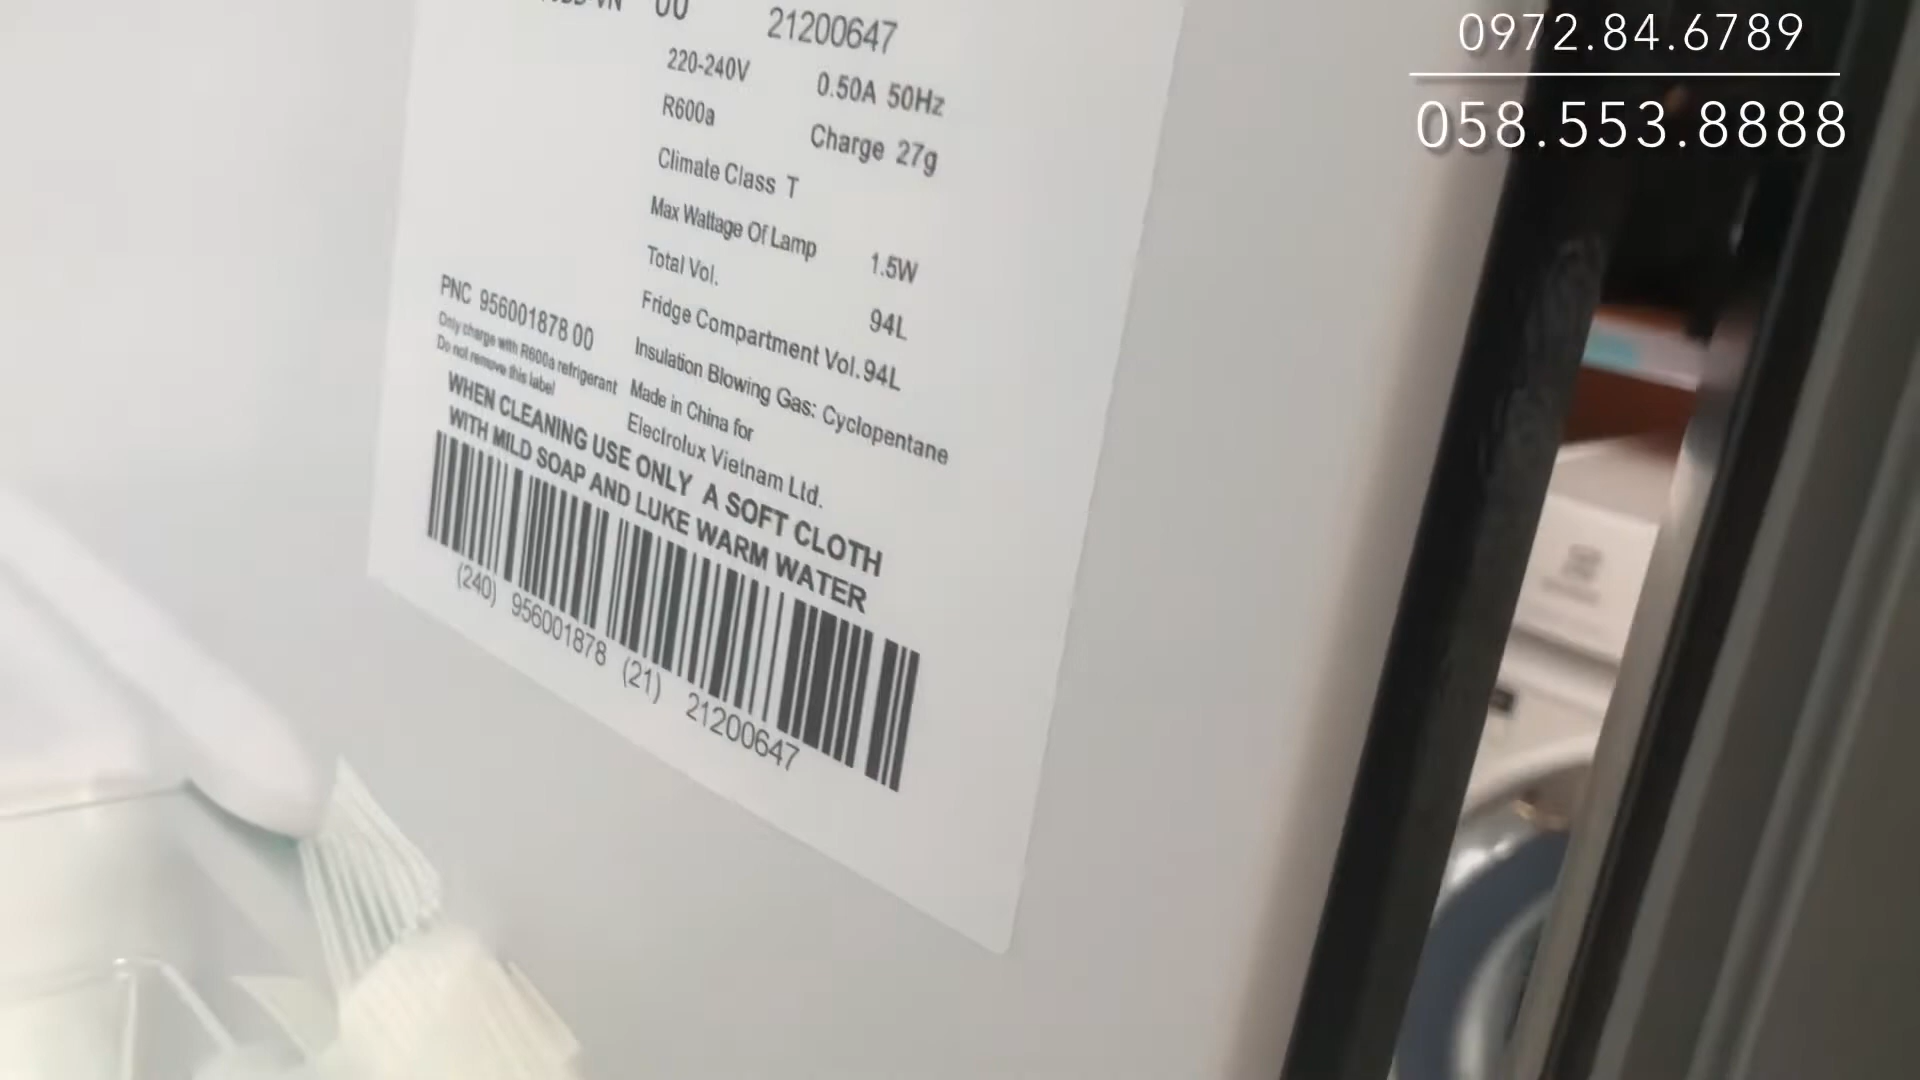 0972.84.6789
058.553.8888
00 21200647
220-240V 0.50A 50Hz
R600a Charge 27g
Climate Class T
Max Wattage Of Lamp 1.5W
Total Vol. 94L
Fridge Compartment Vol. 94L
Insulation Blowing Gas: Cyclopentane
Made in China for
Electrolux Vietnam Ltd.
PNC 956001878 00
Only charge with R600a refrigerant
Do not remove this label
WHEN CLEANING USE ONLY A SOFT CLOTH
WITH MILD SOAP AND LUKE WARM WATER
(240) 956001878 (21) 21200647